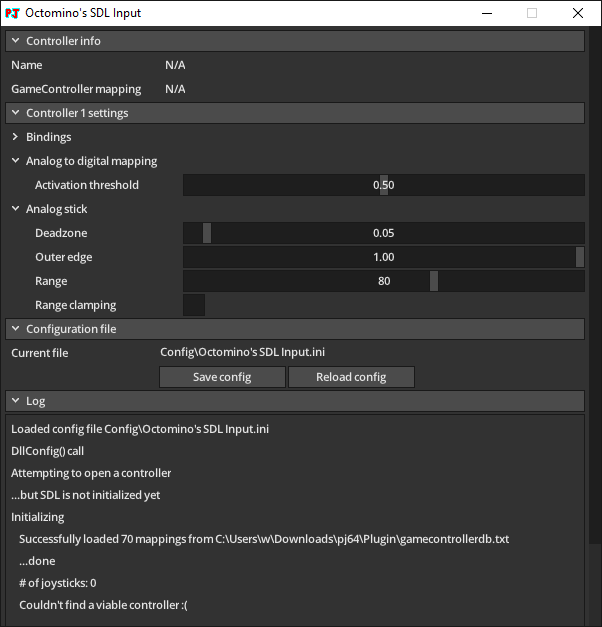 Octomino's SDL Input
Controller info
Name N/A
GameController mapping N/A
Controller 1 settings
Bindings
Analog to digital mapping
Activation threshold 0.50
Analog stick
Deadzone 0.05
Outer edge 1.00
Range 80
Range clamping
Configuration file
Current file Config\Octomino's SDL Input.ini
Save config Reload config
Log
Loaded config file Config\Octomino's SDL Input.ini
DllConfig() call
Attempting to open a controller
...but SDL is not initialized yet
Initializing
Successfully loaded 70 mappings from C:\Users\w\Downloads\pj64\Plugin\gamecontrollerdb.txt
...done
# of joysticks: 0
Couldn't find a viable controller :(